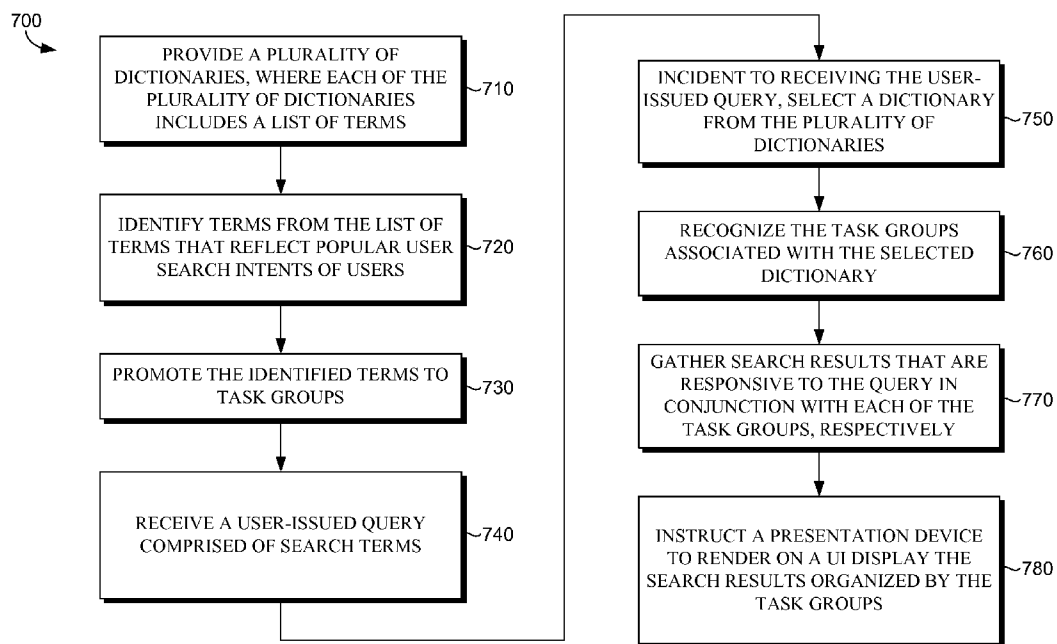 700
PROVIDE A PLURALITY OF
DICTIONARIES, WHERE EACH OF THE
PLURALITY OF DICTIONARIES
INCLUDES A LIST OF TERMS
710
IDENTIFY TERMS FROM THE LIST OF
TERMS THAT REFLECT POPULAR USER
SEARCH INTENTS OF USERS
720
PROMOTE THE IDENTIFIED TERMS TO
TASK GROUPS
730
RECEIVE A USER-ISSUED QUERY
COMPRISED OF SEARCH TERMS
740
INCIDENT TO RECEIVING THE USER-
ISSUED QUERY, SELECT A DICTIONARY
FROM THE PLURALITY OF
DICTIONARIES
750
RECOGNIZE THE TASK GROUPS
ASSOCIATED WITH THE SELECTED
DICTIONARY
760
GATHER SEARCH RESULTS THAT ARE
RESPONSIVE TO THE QUERY IN
CONJUNCTION WITH EACH OF THE
TASK GROUPS, RESPECTIVELY
770
INSTRUCT A PRESENTATION DEVICE
TO RENDER ON A UI DISPLAY THE
SEARCH RESULTS ORGANIZED BY THE
TASK GROUPS
780